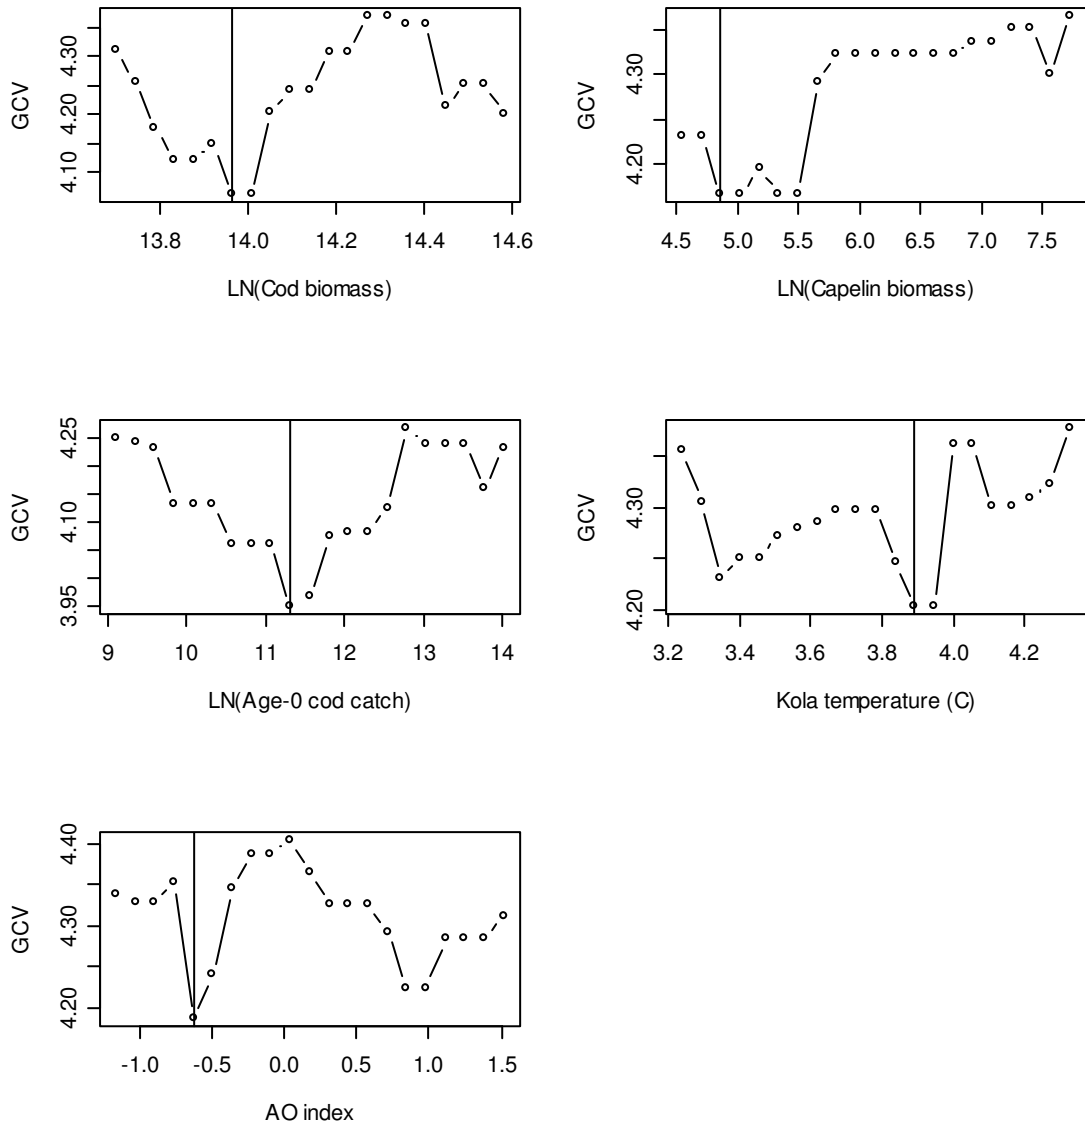 GCV
4.10 4.20 4.30
13.8 14.0 14.2 14.4 14.6
LN(Cod biomass)
GCV
4.20 4.30
4.5 5.0 5.5 6.0 6.5 7.0 7.5
LN(Capelin biomass)
GCV
3.95 4.10 4.25
9 10 11 12 13 14
LN(Age-0 cod catch)
GCV
4.20 4.30
3.2 3.4 3.6 3.8 4.0 4.2
Kola temperature (C)
GCV
4.20 4.30 4.40
-1.0 -0.5 0.0 0.5 1.0 1.5
AO index